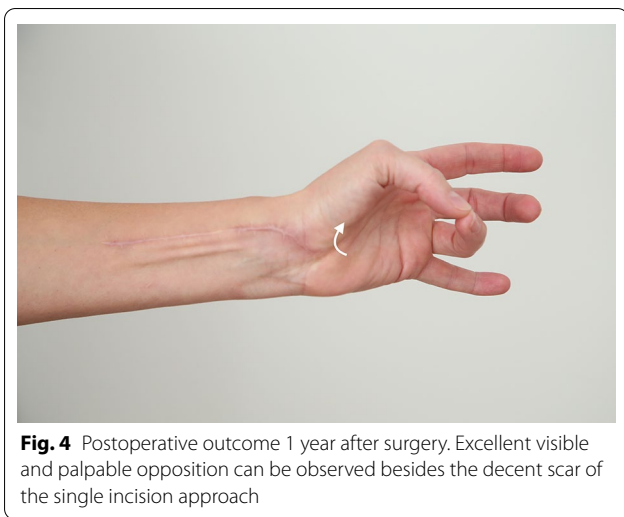 Fig. 4 Postoperative outcome 1 year after surgery. Excellent visible
and palpable opposition can be observed besides the decent scar of
the single incision approach